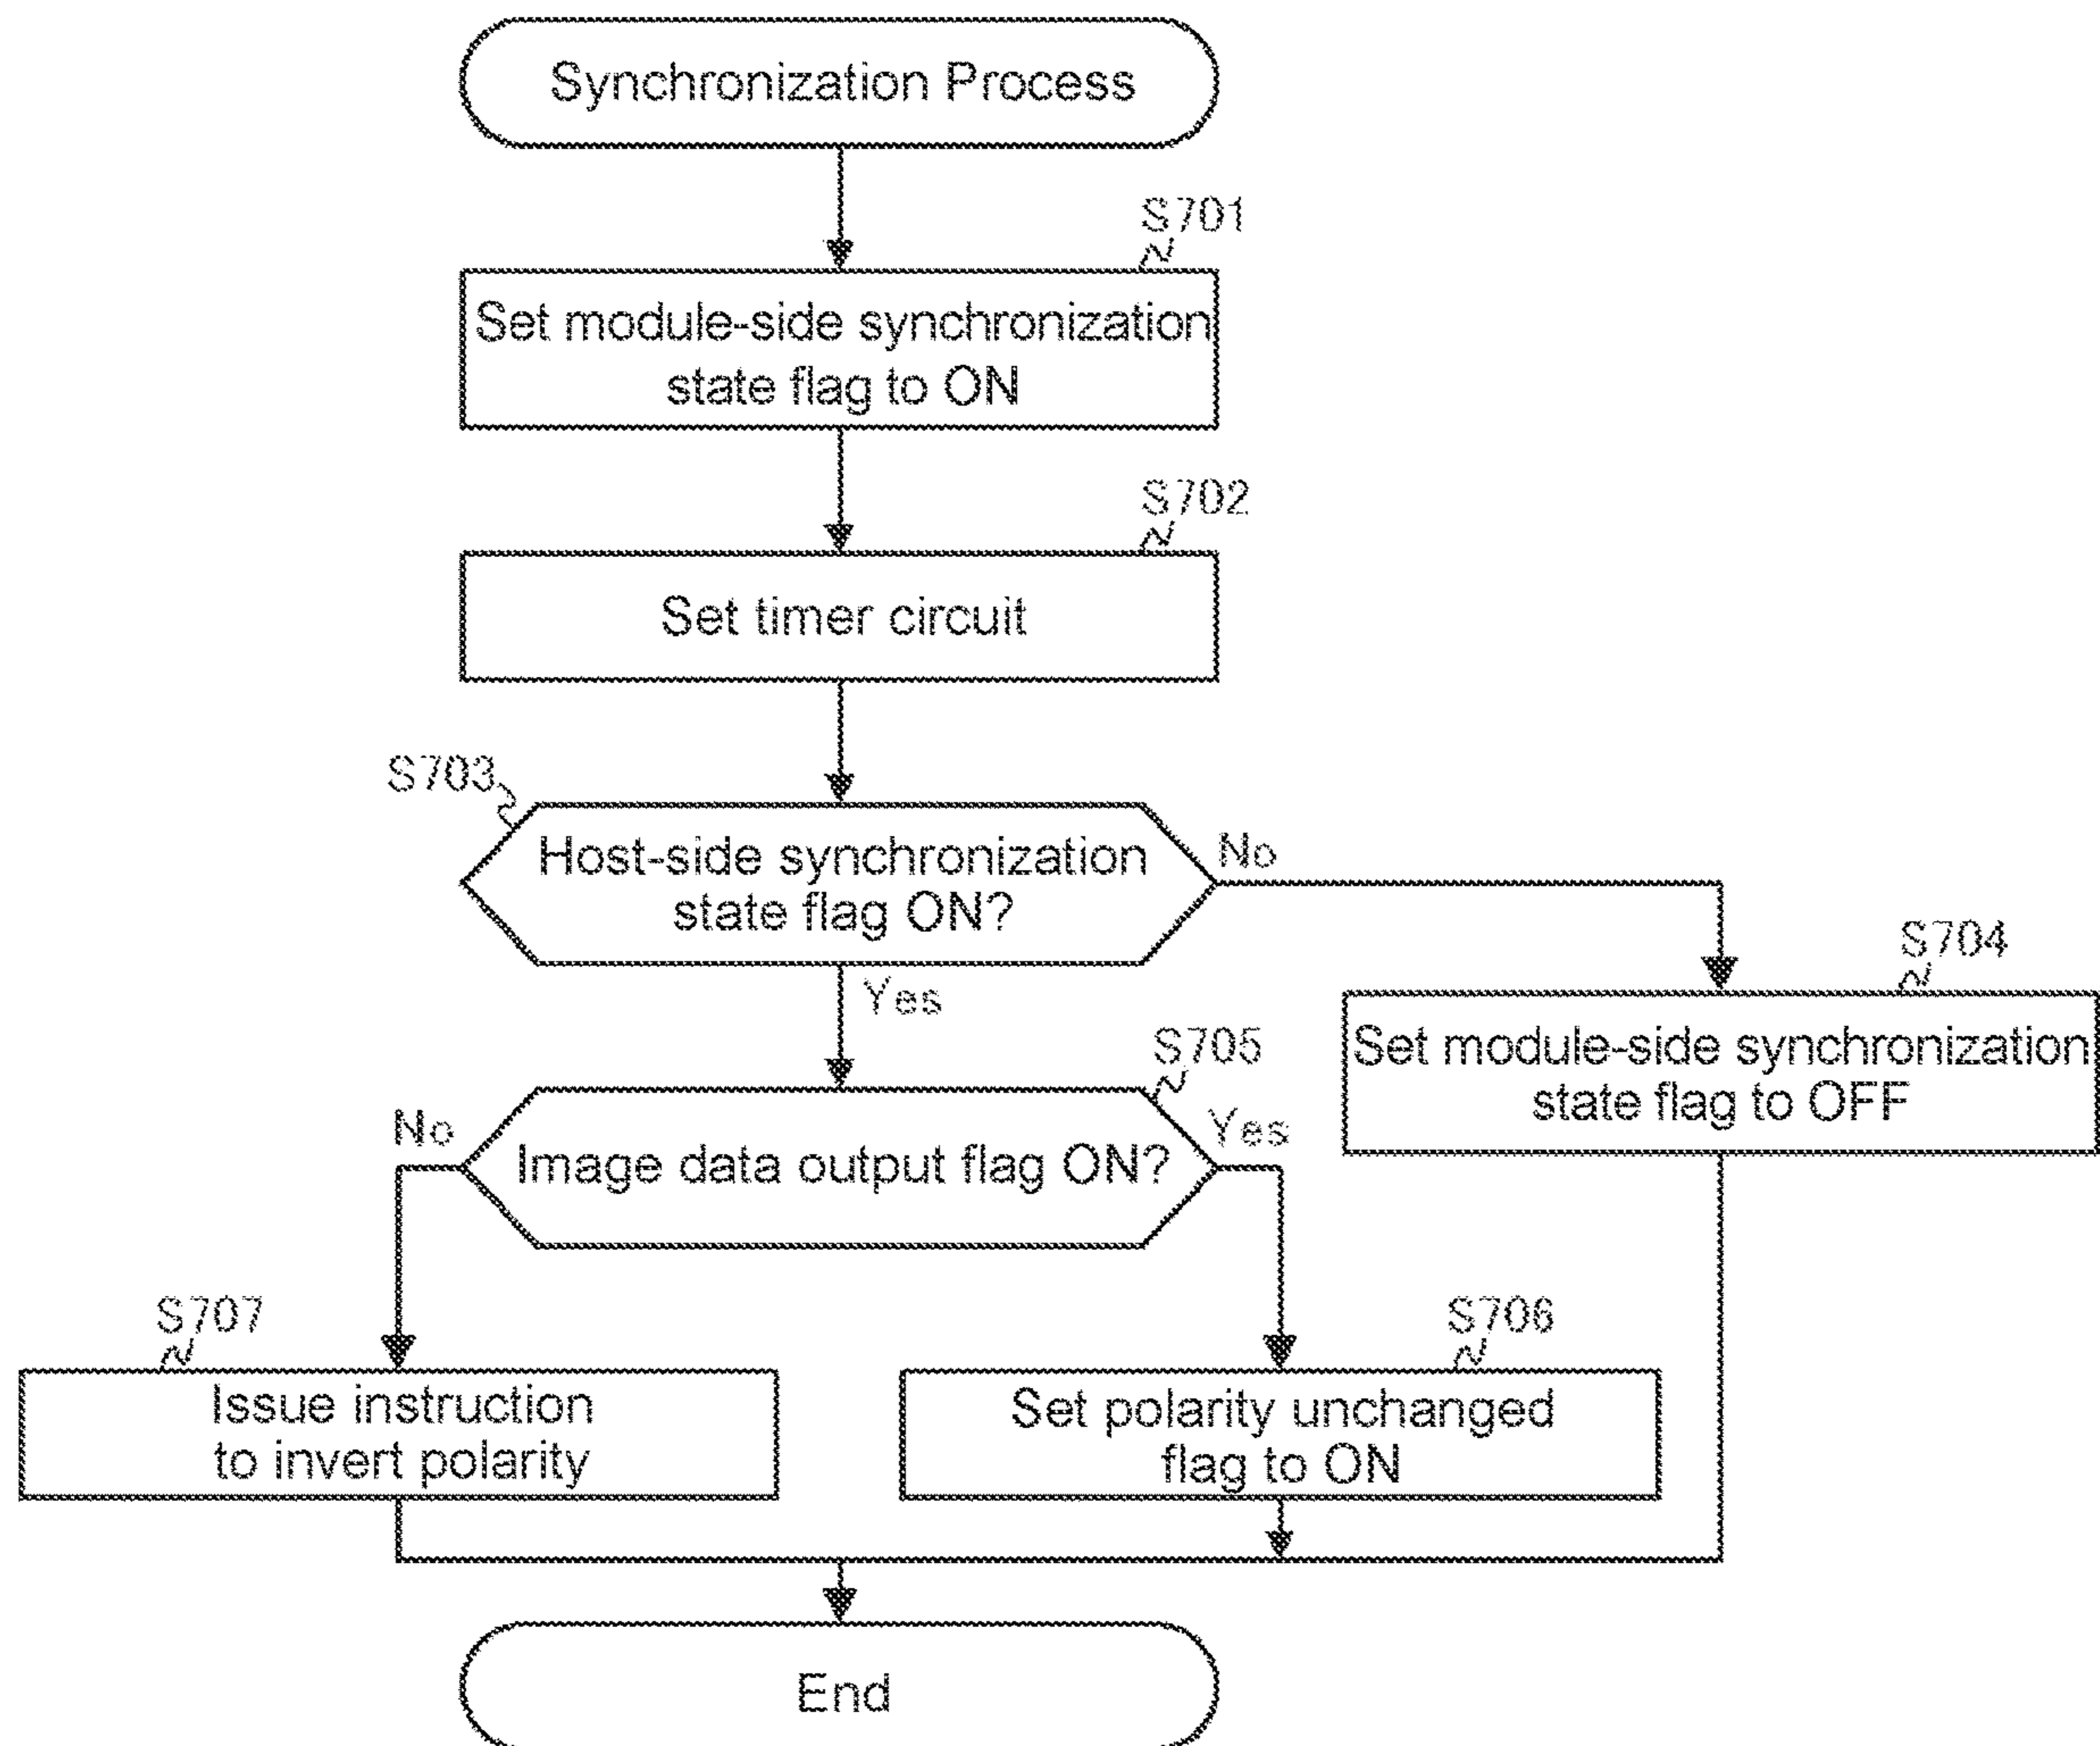 Synchronization Process
S701
Set module-side synchronization
state flag to ON
S702
Set timer circuit
S703
Host-side synchronization
state flag ON?
No
Yes
S704
Set module-side synchronization
state flag to OFF
S705
No
Image data output flag ON?
Yes
S707
Issue instruction
to invert polarity
S706
Set polarity unchanged
flag to ON
End